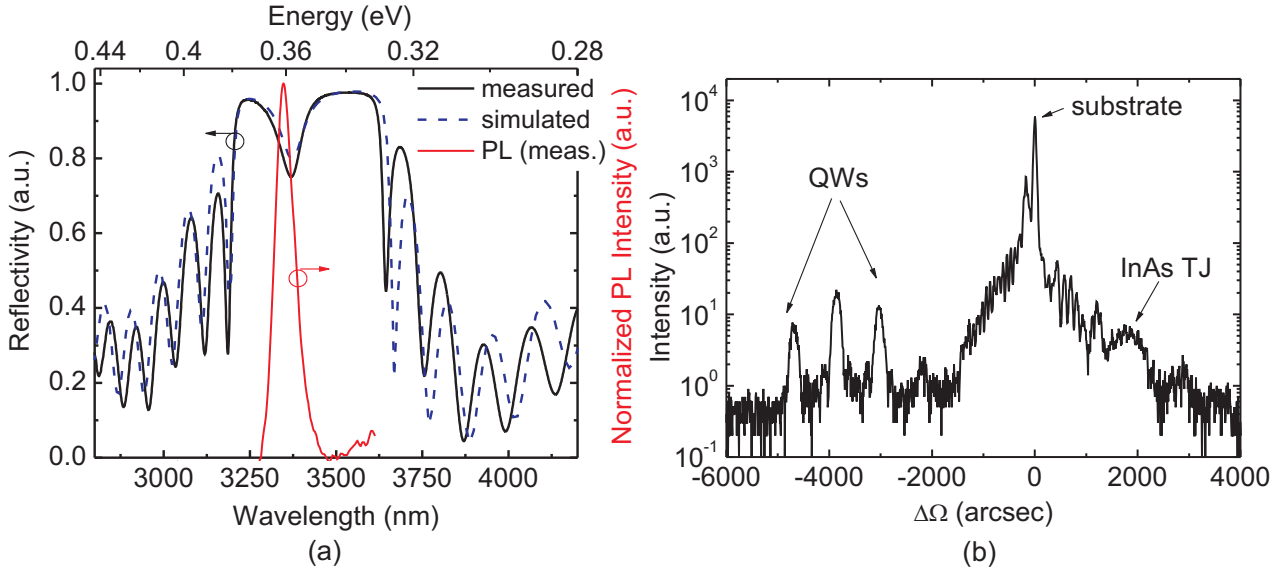 Energy (eV)
0.44 0.4 0.36 0.32 0.28
1.0
0.8
0.6
0.4
0.2
0.0
Reflectivity (a.u.)
measured
simulated
PL (meas.)
Normalized PL Intensity (a.u.)
3000 3250 3500 3750 4000
Wavelength (nm)
(a)
10^4
10^3
10^2
10^1
10^0
10^-1
Intensity (a.u.)
substrate
QWs
InAs TJ
-6000 -4000 -2000 0 2000 4000
ΔΩ (arcsec)
(b)